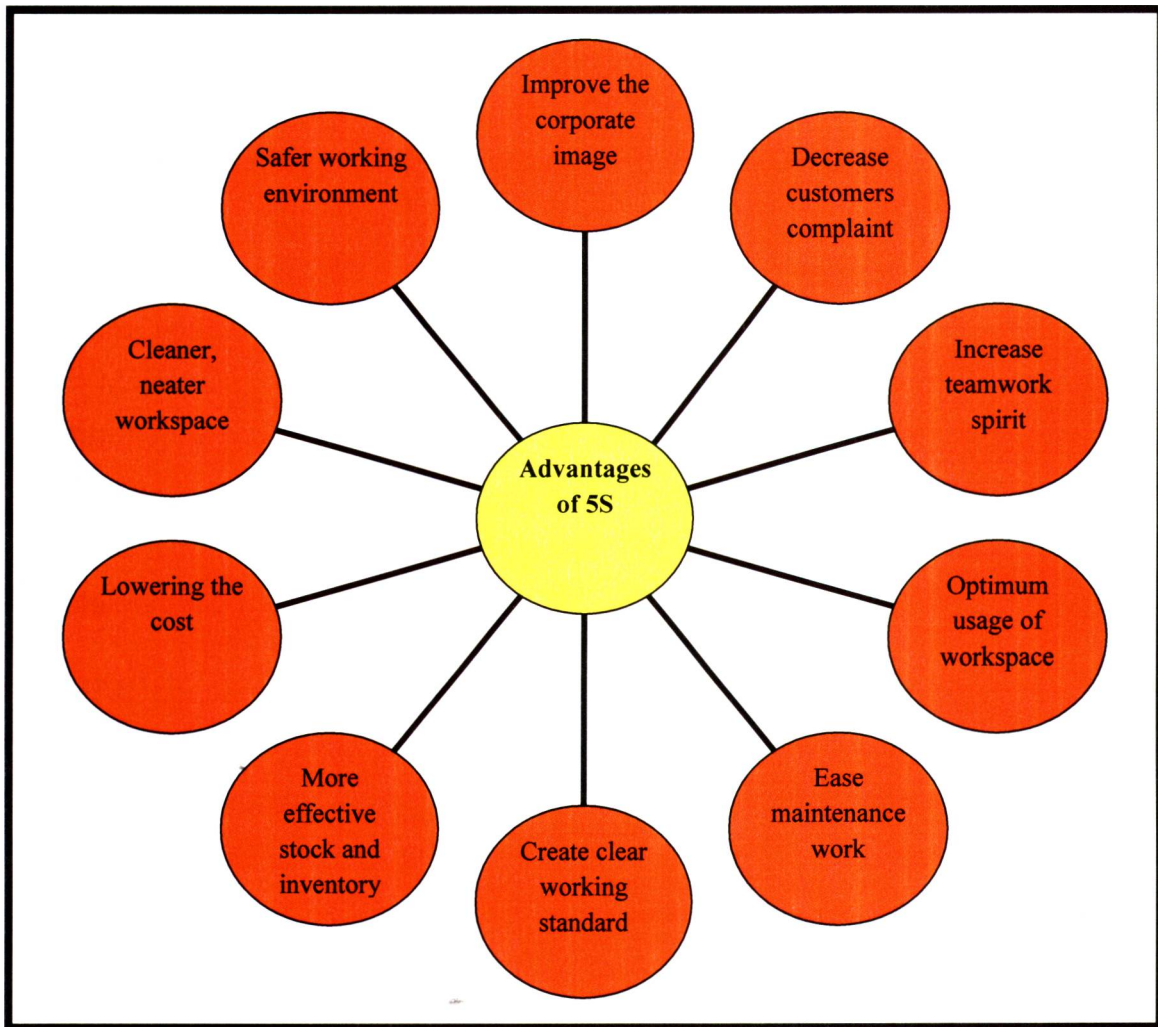 Improve the
corporate
image
Decrease
customers
complaint
Increase
teamwork
spirit
Optimum
usage of
workspace
Ease
maintenance
work
Create clear
working
standard
More
effective
stock and
inventory
Lowering the
cost
Cleaner,
neater
workspace
Safer working
environment
Advantages
of 5S